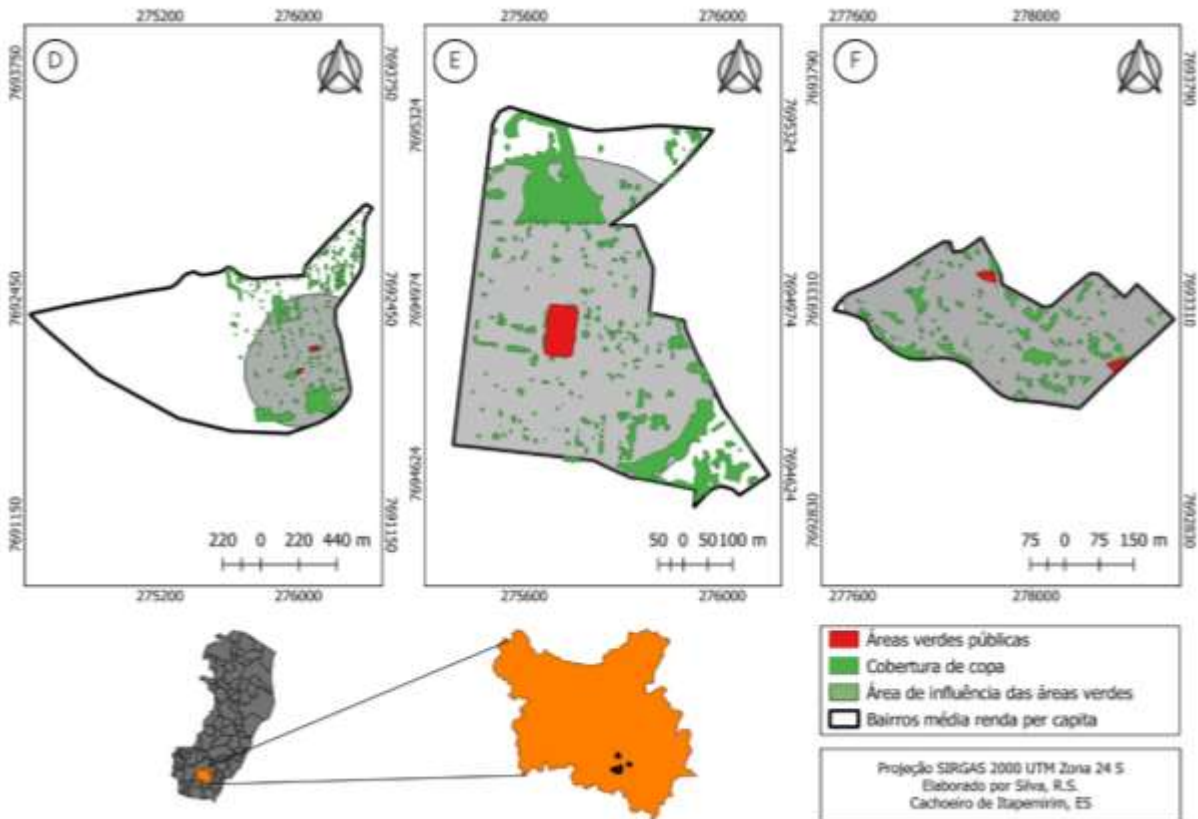 275200 276000
275600 276000
277600 278000
D
E
F
7693750
7692450
7691150
7693750
7692450
7691150
7695324
7694974
7694624
7695324
7694974
7694624
7693790
7693310
7692830
7693790
7693310
7692830
220 0 220 440 m
50 0 50 100 m
75 0 75 150 m
275200 276000
275600 276000
277600 278000
Áreas verdes públicas
Cobertura de copa
Área de influência das áreas verdes
Bairros média renda per capita
Projeção SIRGAS 2000 UTM Zona 24 S
Elaborado por Silva, R.S.
Cachoeiro de Itapemirim, ES